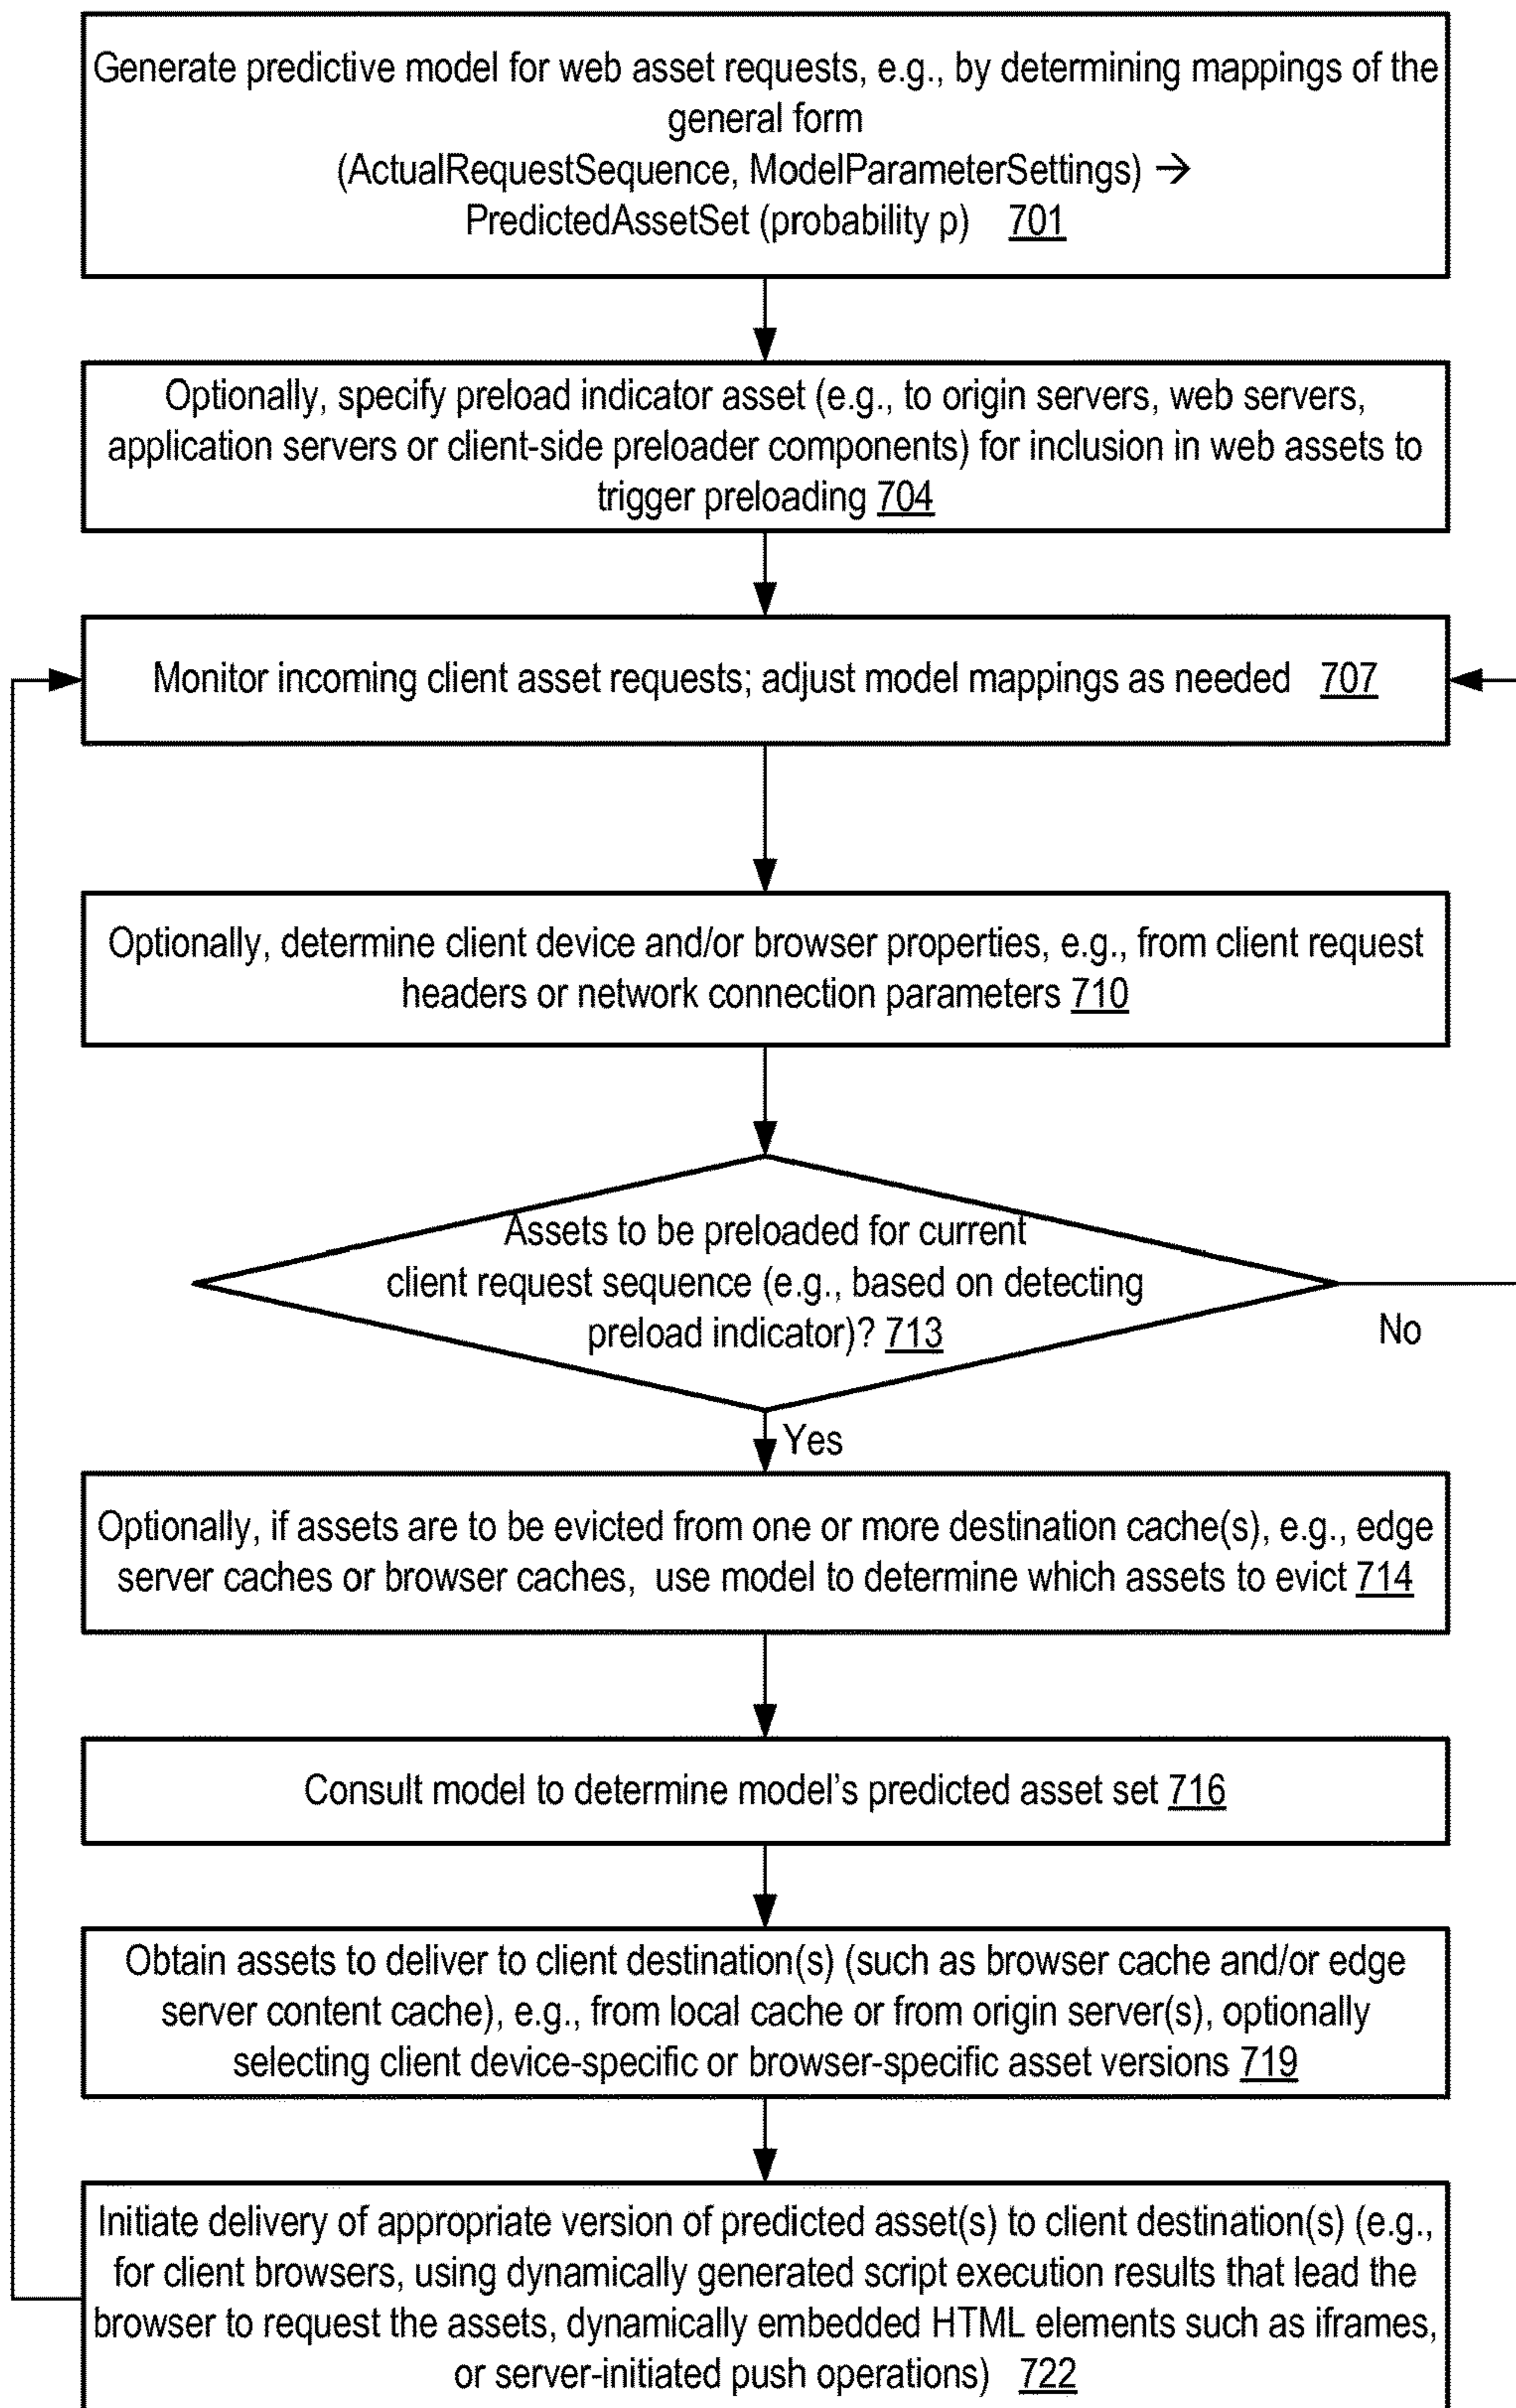 Generate predictive model for web asset requests, e.g., by determining mappings of the
general form
(ActualRequestSequence, ModelParameterSettings) →
PredictedAssetSet (probability p) 701
Optionally, specify preload indicator asset (e.g., to origin servers, web servers,
application servers or client-side preloader components) for inclusion in web assets to
trigger preloading 704
Monitor incoming client asset requests; adjust model mappings as needed 707
Optionally, determine client device and/or browser properties, e.g., from client request
headers or network connection parameters 710
Assets to be preloaded for current
client request sequence (e.g., based on detecting
preload indicator)? 713
No
Yes
Optionally, if assets are to be evicted from one or more destination cache(s), e.g., edge
server caches or browser caches, use model to determine which assets to evict 714
Consult model to determine model's predicted asset set 716
Obtain assets to deliver to client destination(s) (such as browser cache and/or edge
server content cache), e.g., from local cache or from origin server(s), optionally
selecting client device-specific or browser-specific asset versions 719
Initiate delivery of appropriate version of predicted asset(s) to client destination(s) (e.g.,
for client browsers, using dynamically generated script execution results that lead the
browser to request the assets, dynamically embedded HTML elements such as iframes,
or server-initiated push operations) 722